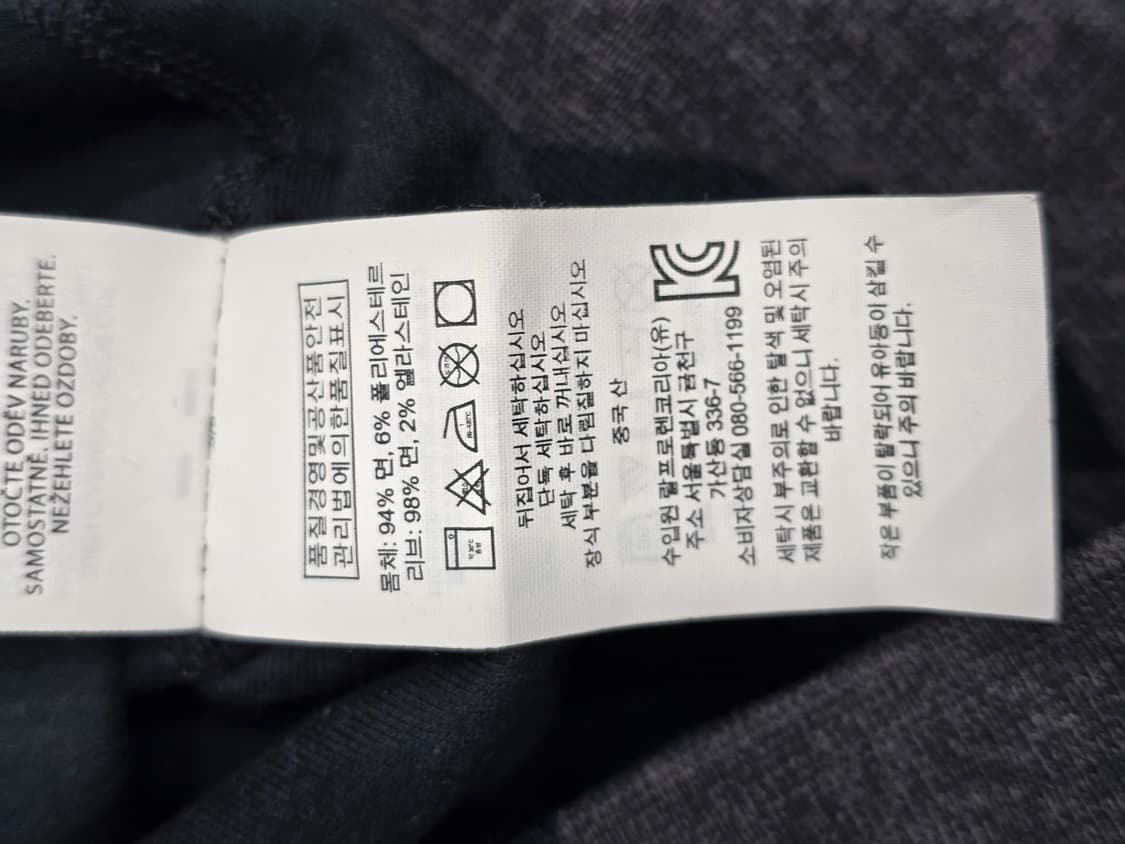 OTOČTE ODĚV NARUBY.
SAMOSTATNĚ. IHNED ODEBERTE.
NEŽEHLETE OZDOBY.
품질경영및공산품안전
관리법에의한품질표시
몸체: 94% 면, 6% 폴리에스테르
리브: 98% 면, 2% 엘라스테인
약 30°C
중성
80~120°C
뒤집어서 세탁하십시오
단독 세탁하십시오
세탁 후 바로 꺼내십시오
장식 부분을 다림질하지 마십시오
중국 산
수입원 랄프로렌코리아(유)
주소 서울특별시 금천구
가산동 336-7
소비자상담실 080-566-1199
세탁시 부주의로 인한 탈색 및 오염된
제품은 교환할 수 없으니 세탁시 주의
바랍니다.
작은 부품이 탈락되어 유아동이 삼킬 수
있으니 주의 바랍니다.